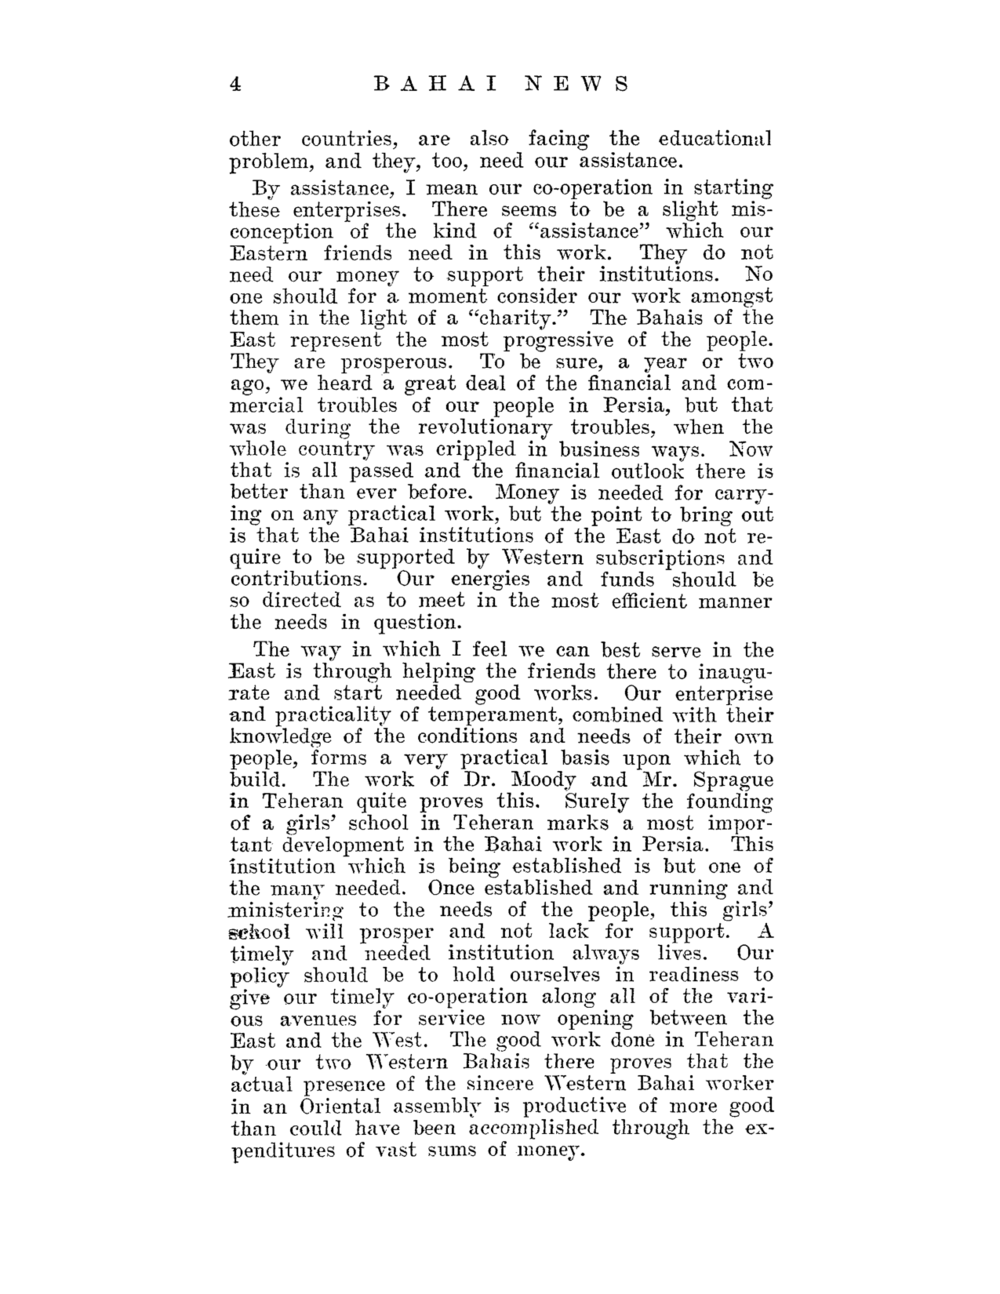 4 BAHAI NEWS
other countries, are also facing the educational
problem, and they, too, need our assistance.
By assistance, I mean our co-operation in starting
these enterprises. There seems to be a slight mis-
conception of the kind of “assistance” which our
Eastern friends need in this work. They do not
need our money to support their institutions. No
one should for a moment consider our work amongst
them in the light of a “charity.” The Bahais of the
East represent the most progressive of the people.
They are prosperous. To be sure, a year or two
ago, we heard a great deal of the financial and com-
mercial troubles of our people in Persia, but that
was during the revolutionary troubles, when the
whole country was crippled in business ways. Now
that is all passed and the financial outlook there is
better than ever before. Money is needed for carry-
ing on any practical work, but the point to bring out
is that the Bahai institutions of the East do not re-
quire to be supported by Western subscriptions and
contributions. Our energies and funds should be
so directed as to meet in the most efficient manner
the needs in question.
The way in which I feel we can best serve in the
East is through helping the friends there to inaugu-
rate and start needed good works. Our enterprise
and practicality of temperament, combined with their
knowledge of the conditions and needs of their own
people, forms a very practical basis upon which to
build. The work of Dr. Moody and Mr. Sprague
in Teheran quite proves this. Surely the founding
of a girls’ school in Teheran marks a most impor-
tant development in the Bahai work in Persia. This
institution which is being established is but one of
the many needed. Once established and running and
ministering to the needs of the people, this girls’
school will prosper and not lack for support. A
timely and needed institution always lives. Our
policy should be to hold ourselves in readiness to
give our timely co-operation along all of the vari-
ous avenues for service now opening between the
East and the West. The good work done in Teheran
by our two Western Bahais there proves that the
actual presence of the sincere Western Bahai worker
in an Oriental assembly is productive of more good
than could have been accomplished through the ex-
penditures of vast sums of money.